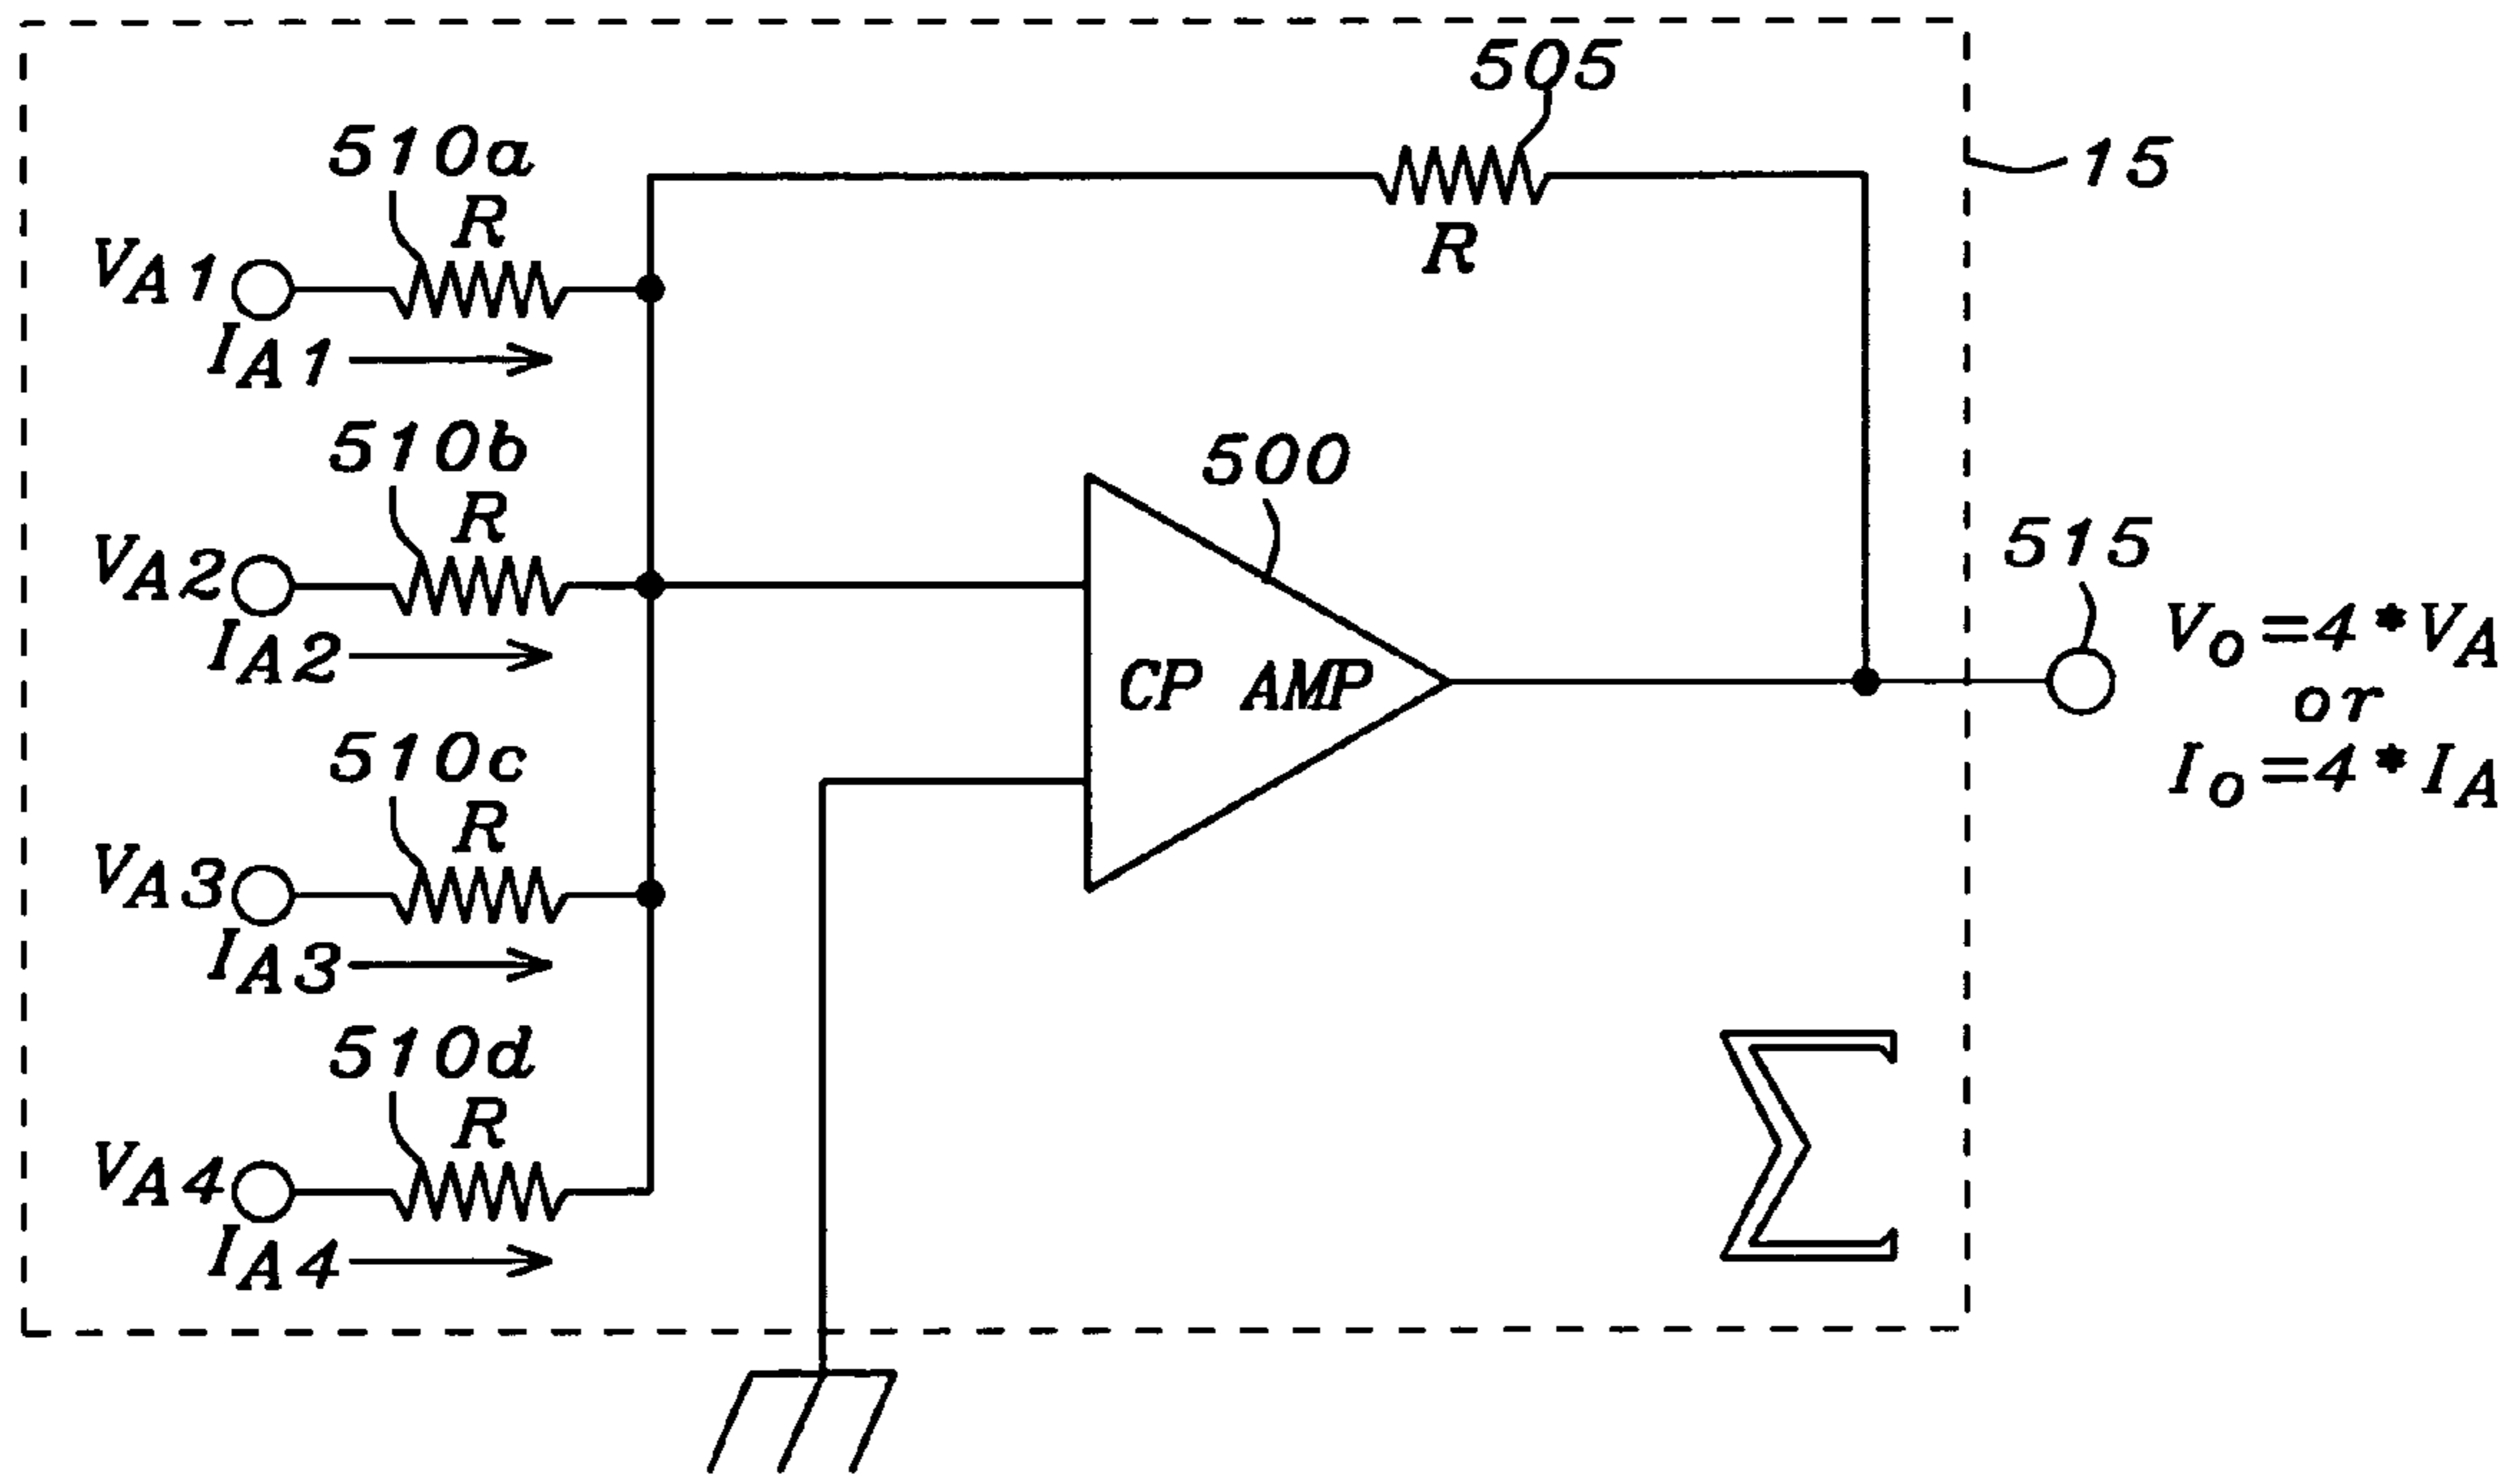 505
15
510a
R
R
VA1
IA1
510b
R
500
515
VA2
IA2
VO=4*VA
or
IO=4*IA
CP AMP
510c
R
VA3
IA3
510d
R
Σ
VA4
IA4